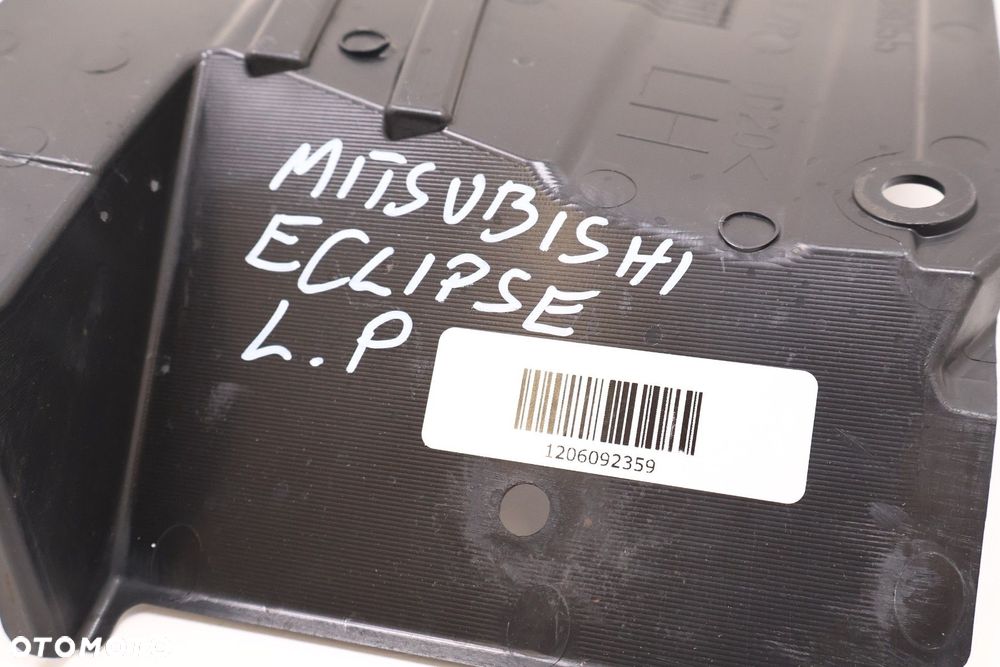 MITSUBISHI
ECLIPSE
L.P
1206092359
LH
OTOMOTO